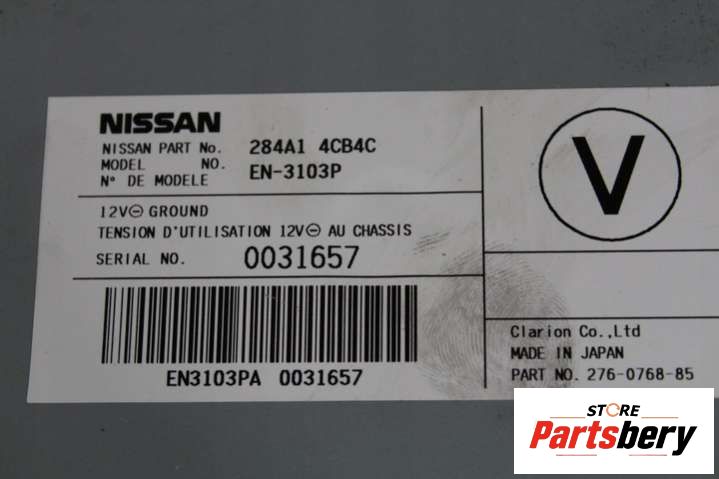 NISSAN
NISSAN PART No. 284A1 4CB4C
MODEL NO. EN-3103P
N° DE MODELE
12V⊖ GROUND
TENSION D'UTILISATION 12V⊖ AU CHASSIS
SERIAL NO. 0031657
EN3103PA 0031657
V
Clarion Co.,Ltd
MADE IN JAPAN
PART NO. 276-0768-85
STORE
Partsbery